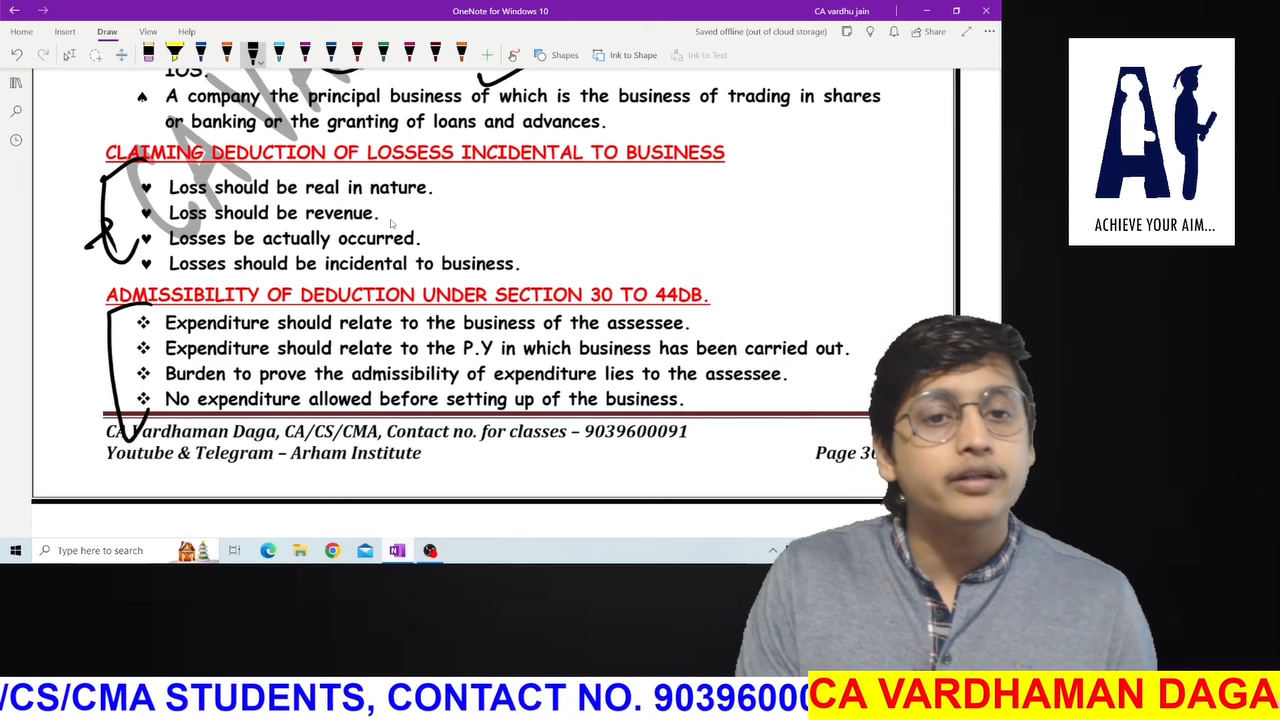 OneNote for Windows 10
CA vardhu jain
Home Insert Draw View Help
Saved offline (out of cloud storage)
Share
Shapes
Ink to Shape
Ink to Text
IOS.
♠ A company the principal business of which is the business of trading in shares
or banking or the granting of loans and advances.
CLAIMING DEDUCTION OF LOSSESS INCIDENTAL TO BUSINESS
♥ Loss should be real in nature.
♥ Loss should be revenue.
♥ Losses be actually occurred.
♥ Losses should be incidental to business.
ADMISSIBILITY OF DEDUCTION UNDER SECTION 30 TO 44DB.
❖ Expenditure should relate to the business of the assessee.
❖ Expenditure should relate to the P.Y in which business has been carried out.
❖ Burden to prove the admissibility of expenditure lies to the assessee.
❖ No expenditure allowed before setting up of the business.
CA Vardhaman Daga, CA/CS/CMA, Contact no. for classes – 9039600091
Youtube & Telegram – Arham Institute
Page
Type here to search
A
ACHIEVE YOUR AIM...
/CS/CMA STUDENTS, CONTACT NO. 9039600
CA VARDHAMAN DAGA